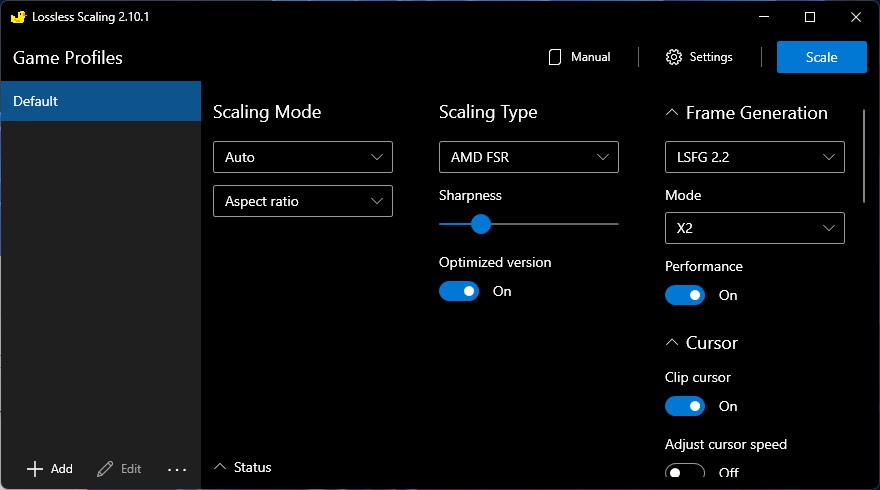 Lossless Scaling 2.10.1
Game Profiles
Manual
Settings
Scale
Default
Scaling Mode
Auto
Aspect ratio
Scaling Type
AMD FSR
Sharpness
Optimized version
On
Frame Generation
LSFG 2.2
Mode
X2
Performance
On
Cursor
Clip cursor
On
Adjust cursor speed
Off
Add
Edit
...
Status